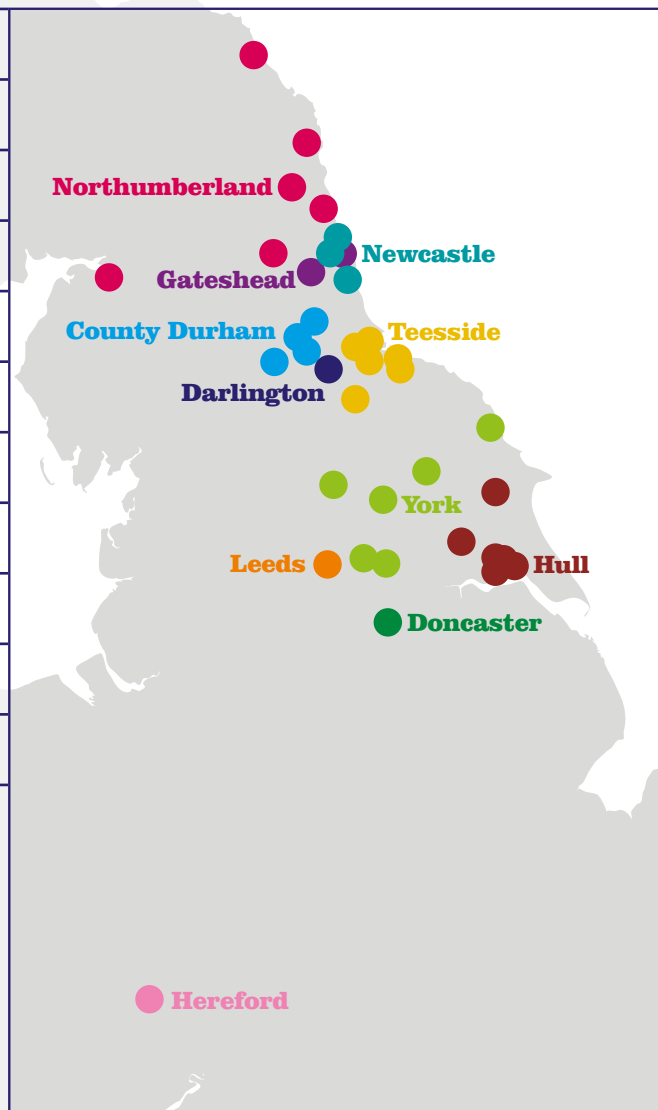 Northumberland
Newcastle
Gateshead
County Durham
Teesside
Darlington
York
Leeds
Hull
Doncaster
Hereford